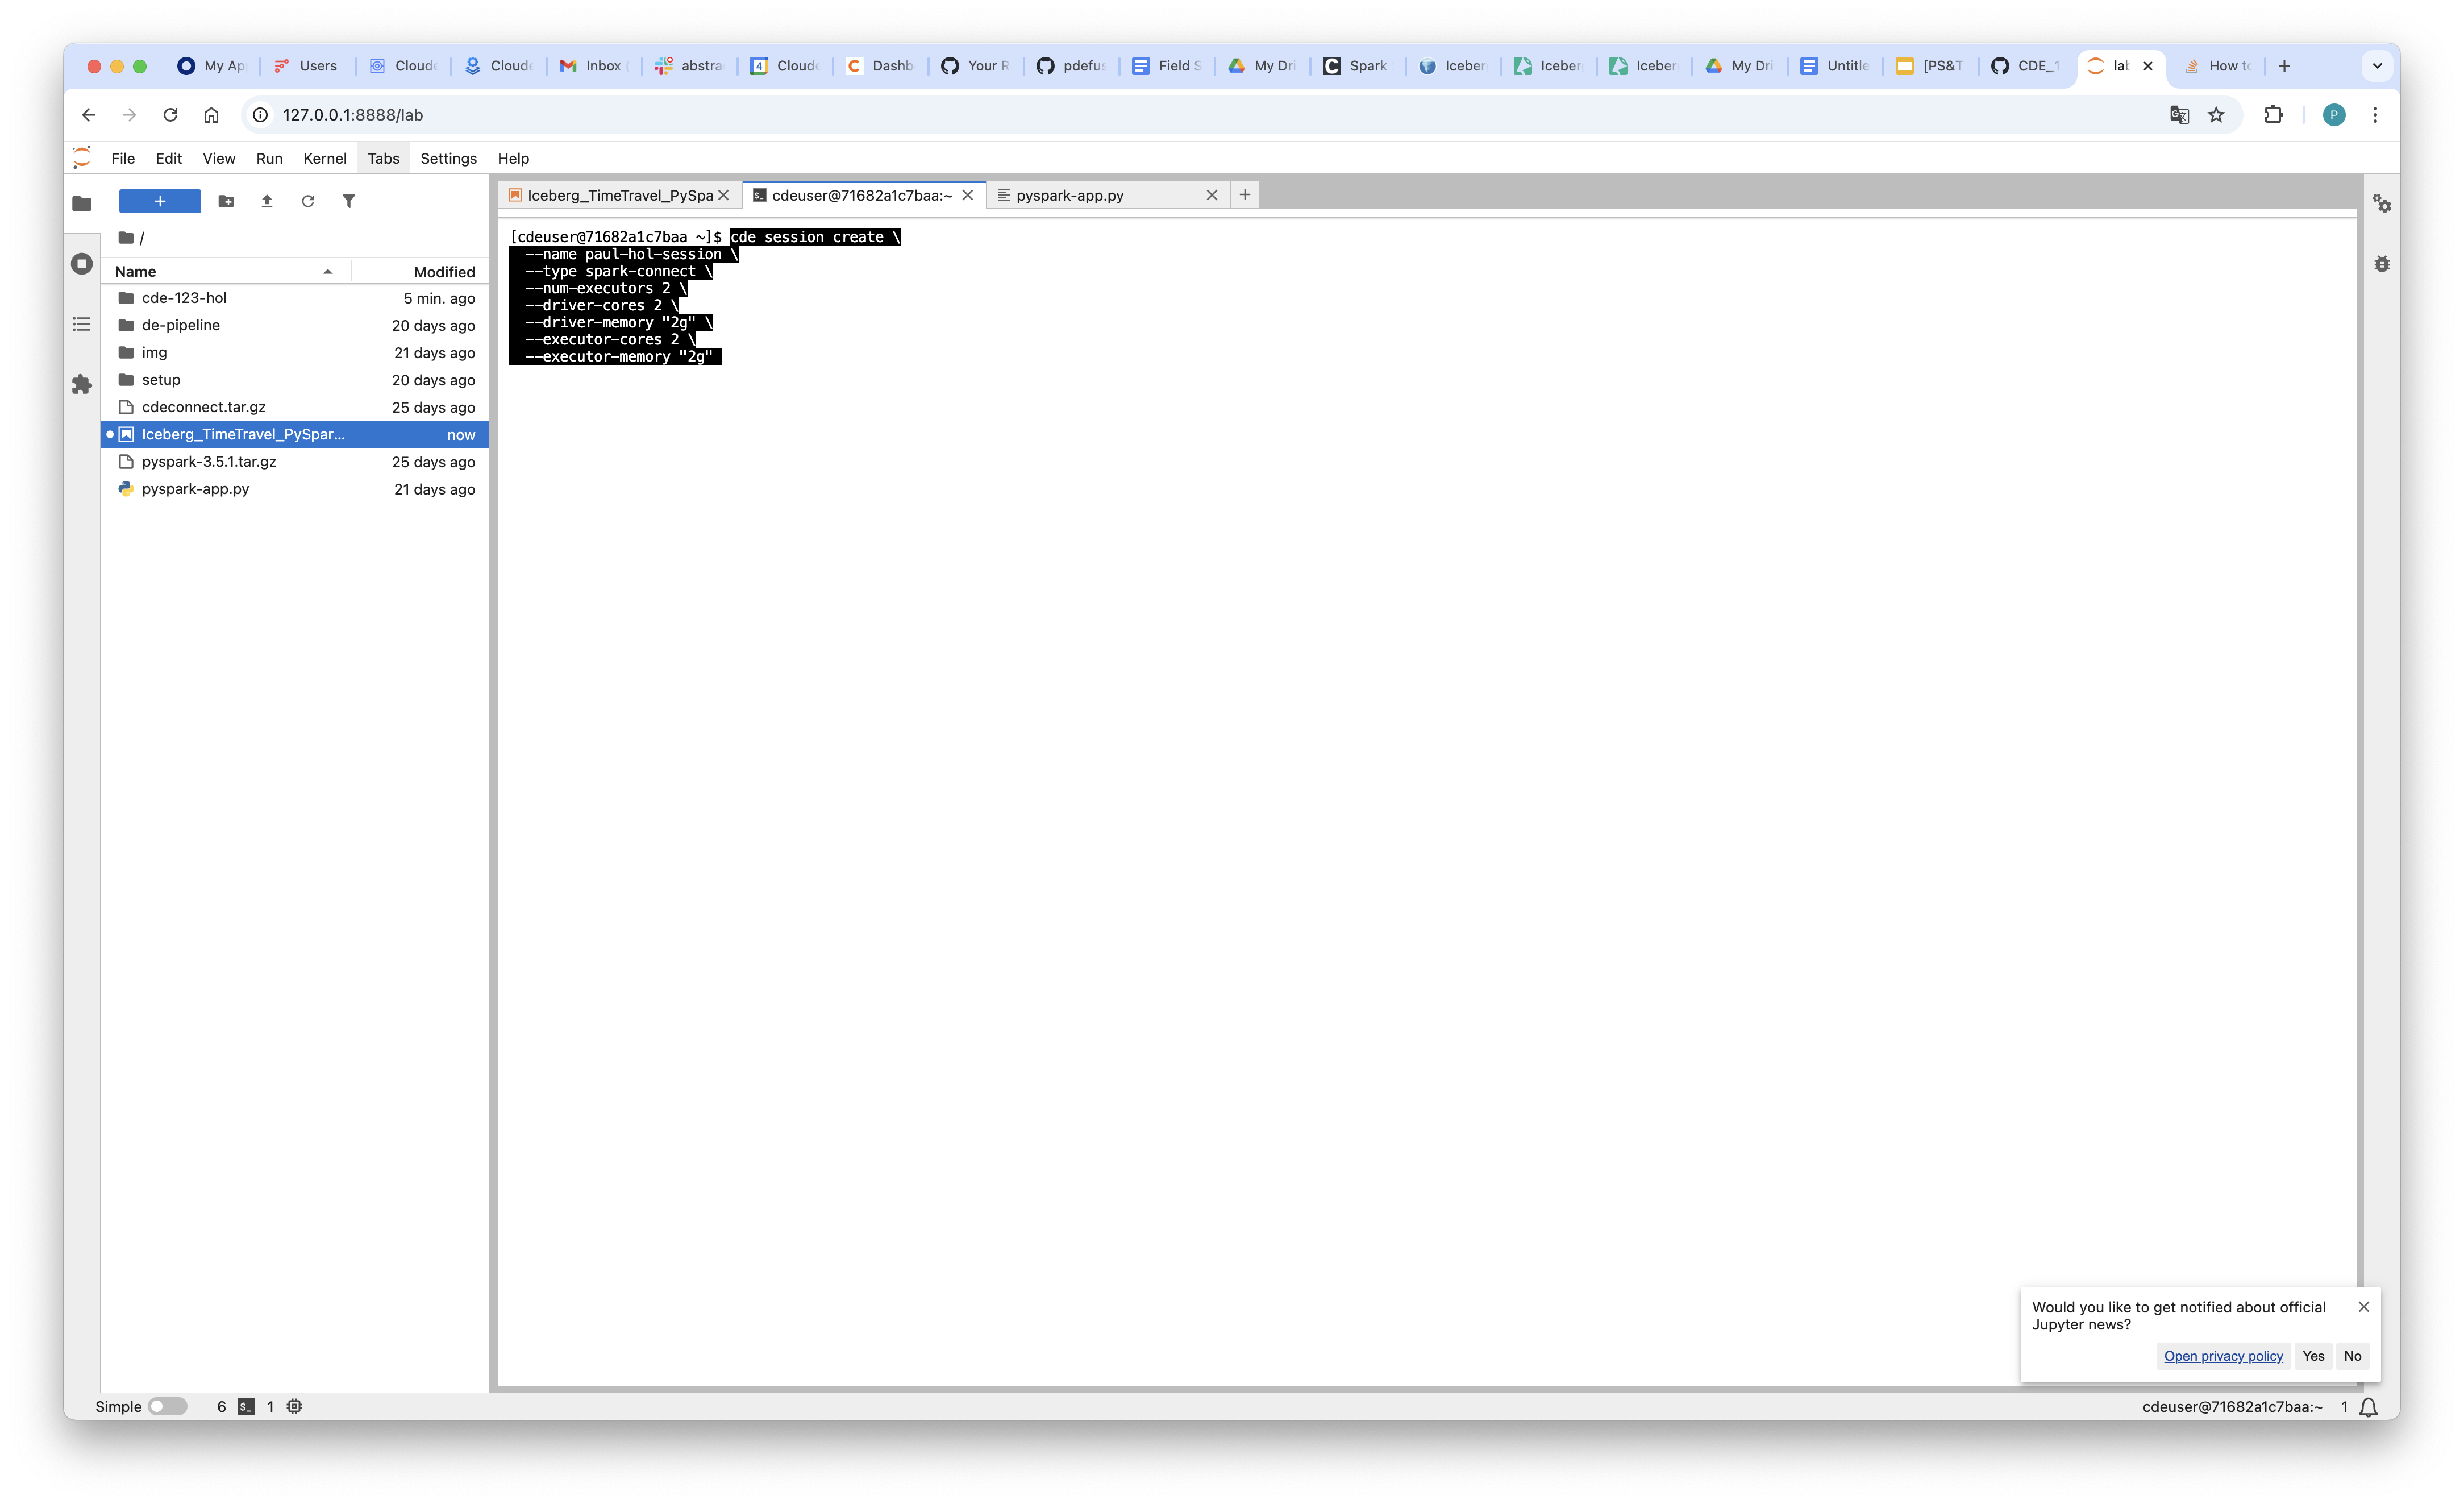 My Ap Users Cloude Cloude Inbox abstra Cloude Dashb Your R pdefus Field S My Dri Spark Iceber Iceber Iceber My Dri Untitle [PS&T CDE_1 lab How to
127.0.0.1:8888/lab
File Edit View Run Kernel Tabs Settings Help
Iceberg_TimeTravel_PySpa cdeuser@71682a1c7baa:~ pyspark-app.py
/
Name Modified
cde-123-hol 5 min. ago
de-pipeline 20 days ago
img 21 days ago
setup 20 days ago
cdeconnect.tar.gz 25 days ago
Iceberg_TimeTravel_PySpar... now
pyspark-3.5.1.tar.gz 25 days ago
pyspark-app.py 21 days ago
[cdeuser@71682a1c7baa ~]$ cde session create \
--name paul-hol-session \
--type spark-connect \
--num-executors 2 \
--driver-cores 2 \
--driver-memory "2g" \
--executor-cores 2 \
--executor-memory "2g"
Would you like to get notified about official
Jupyter news?
Open privacy policy Yes No
Simple 6 $_ 1 cdeuser@71682a1c7baa:~ 1